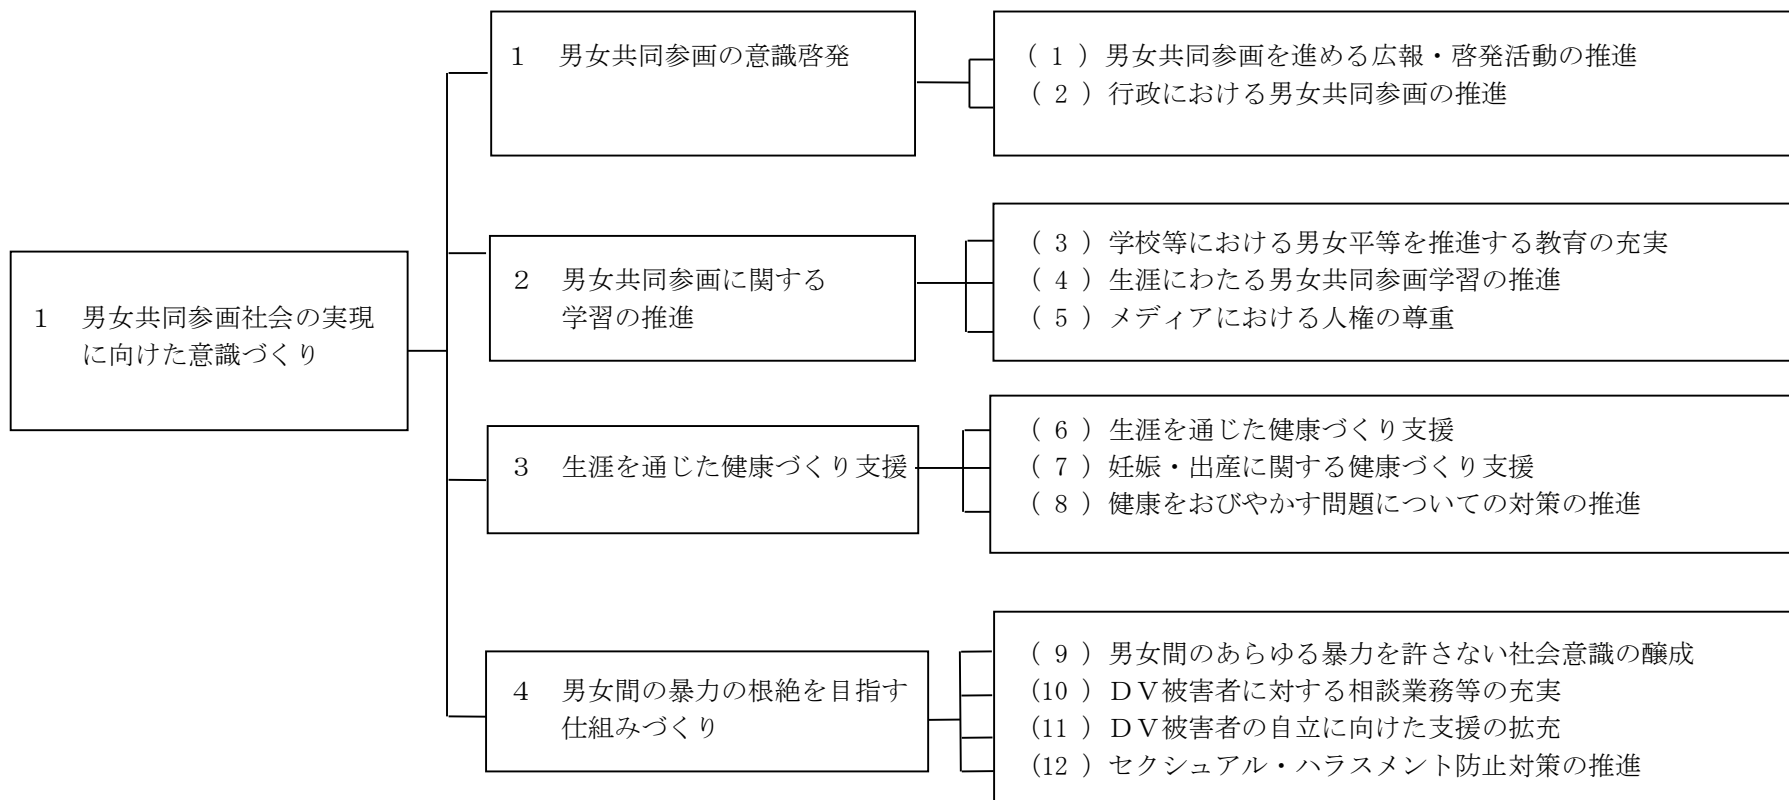 1 男女共同参画社会の実現
に向けた意識づくり
1 男女共同参画の意識啓発
（1）男女共同参画を進める広報・啓発活動の推進
（2）行政における男女共同参画の推進
2 男女共同参画に関する
学習の推進
（3）学校等における男女平等を推進する教育の充実
（4）生涯にわたる男女共同参画学習の推進
（5）メディアにおける人権の尊重
3 生涯を通じた健康づくり支援
（6）生涯を通じた健康づくり支援
（7）妊娠・出産に関する健康づくり支援
（8）健康をおびやかす問題についての対策の推進
4 男女間の暴力の根絶を目指す
仕組みづくり
（9）男女間のあらゆる暴力を許さない社会意識の醸成
（10）ＤＶ被害者に対する相談業務等の充実
（11）ＤＶ被害者の自立に向けた支援の拡充
（12）セクシュアル・ハラスメント防止対策の推進